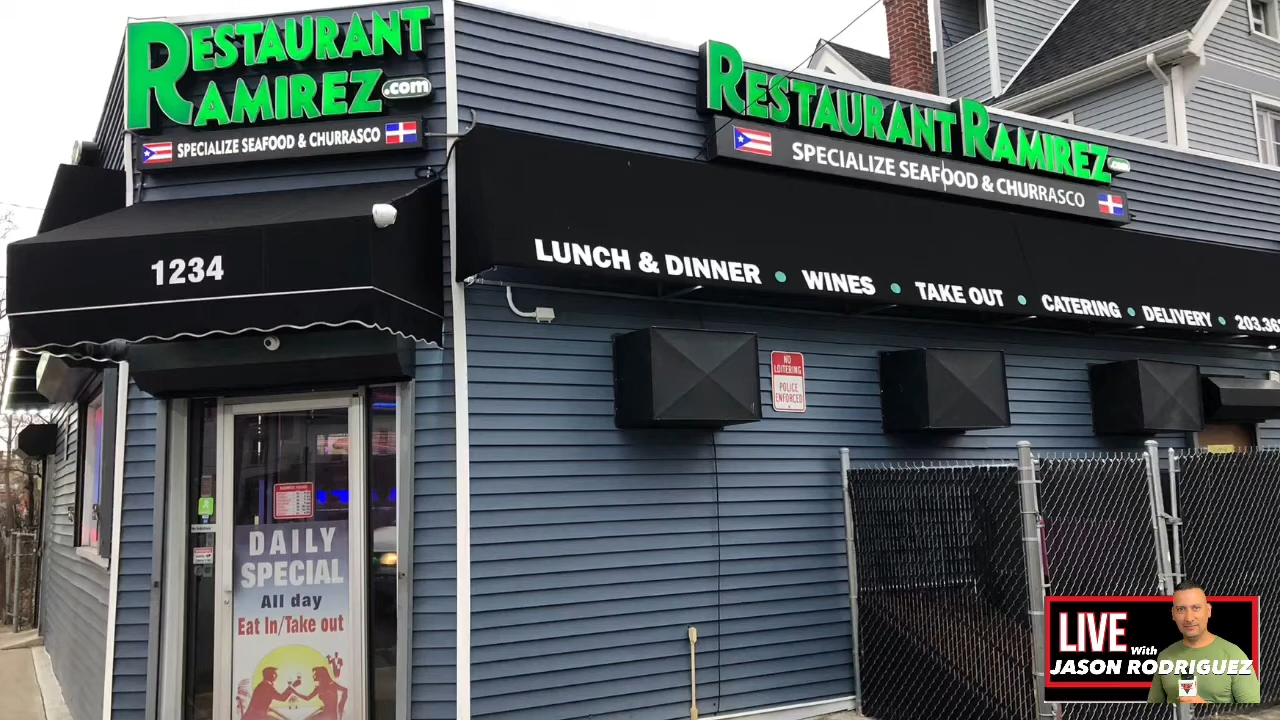 RESTAURANT
RAMIREZ.com
SPECIALIZE SEAFOOD & CHURRASCO
RESTAURANT RAMIREZ.com
SPECIALIZE SEAFOOD & CHURRASCO
1234
LUNCH & DINNER • WINES • TAKE OUT • CATERING • DELIVERY • 203.36
NO
LOITERING
POLICE
ENFORCED
DAILY
SPECIAL
All day
Eat In/Take out
LIVE With
JASON RODRIGUEZ